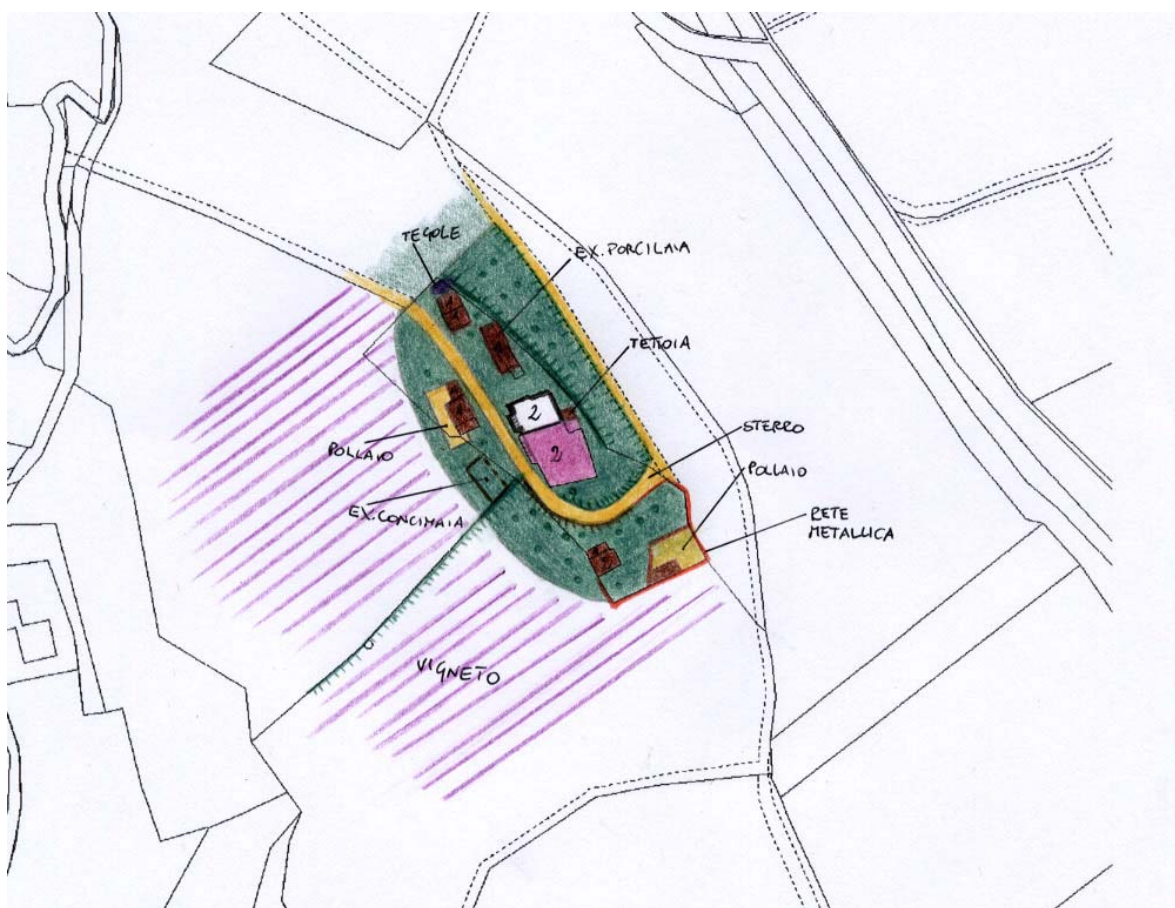 TEGOLE
EX. PORCILAIA
TETTOIA
2
2
STERRO
POLLAIO
POLLAIO
RETE
METALLICA
EX. CONCIMAIA
VIGNETO